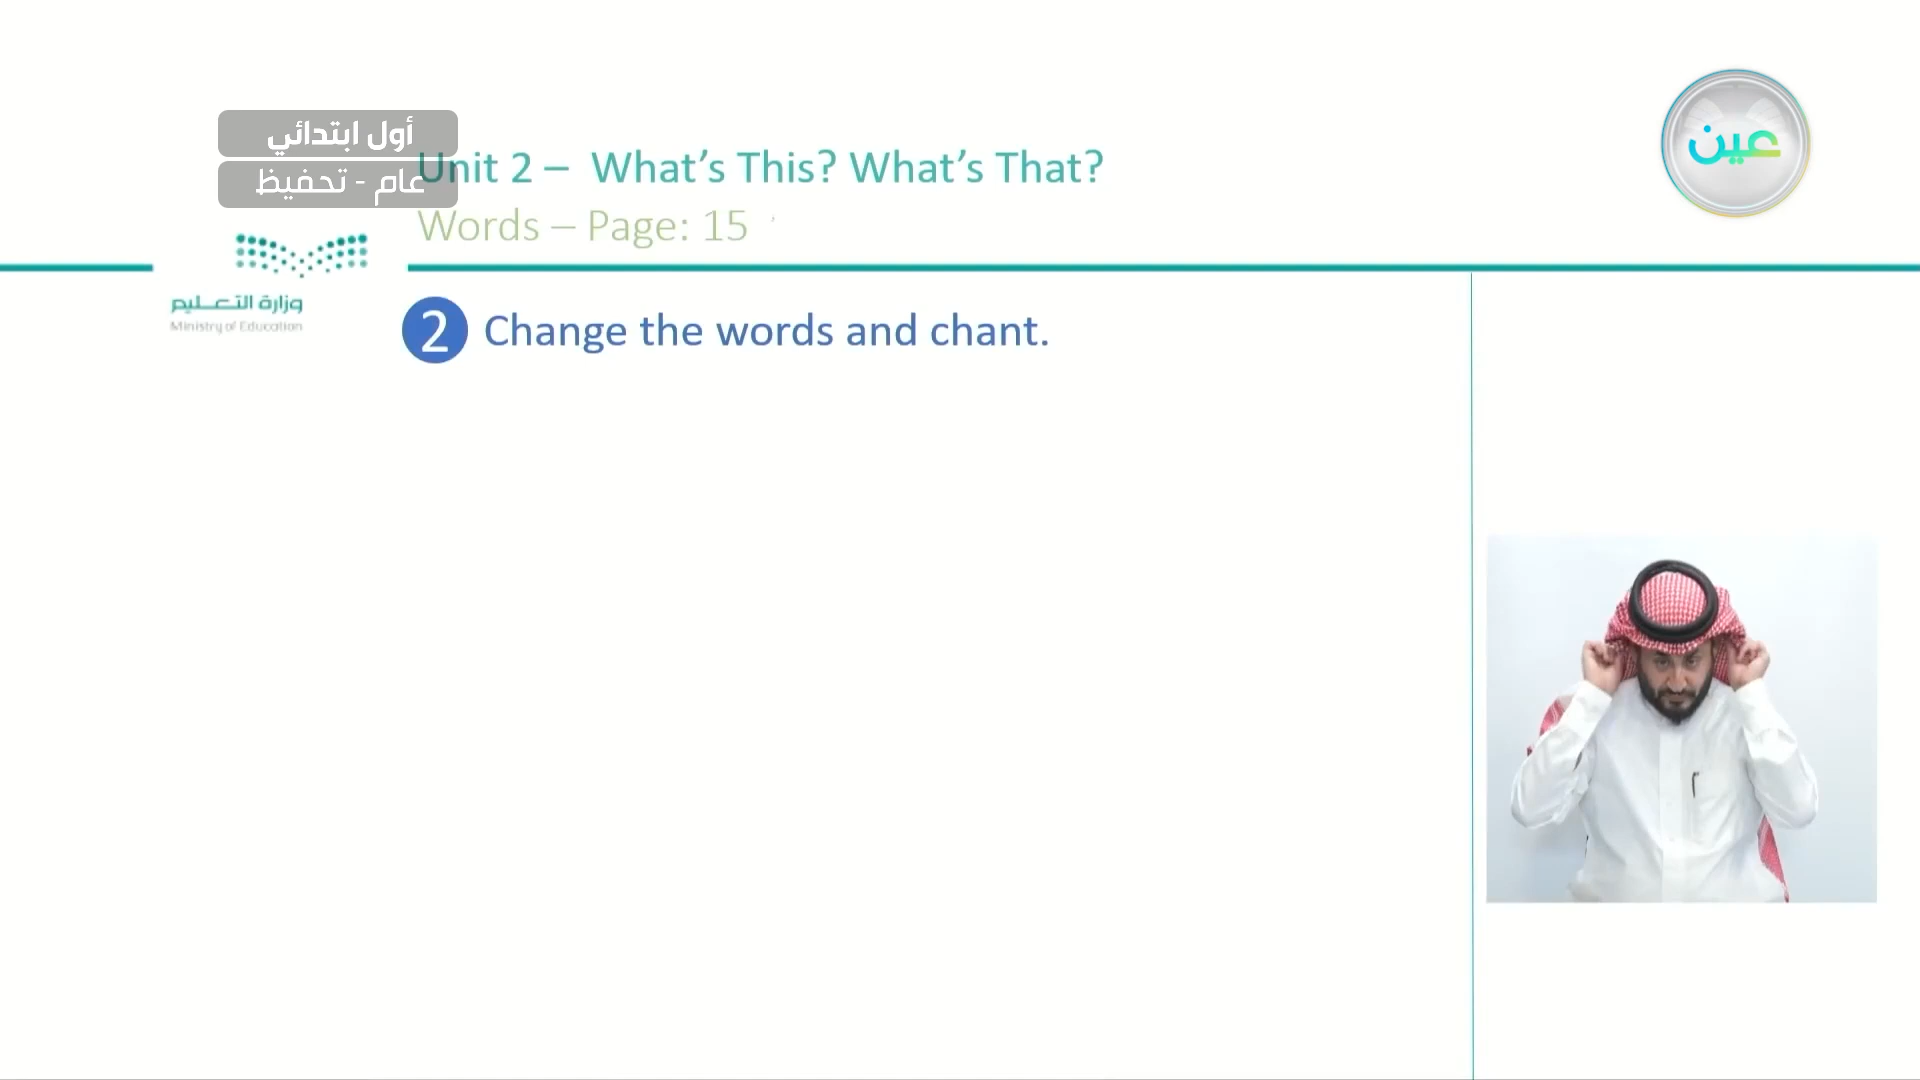 أول ابتدائي
عام - تحفيظ
عين
Unit 2 – What's This? What's That?
Words – Page: 15
وزارة التعليم
Ministry of Education
2 Change the words and chant.